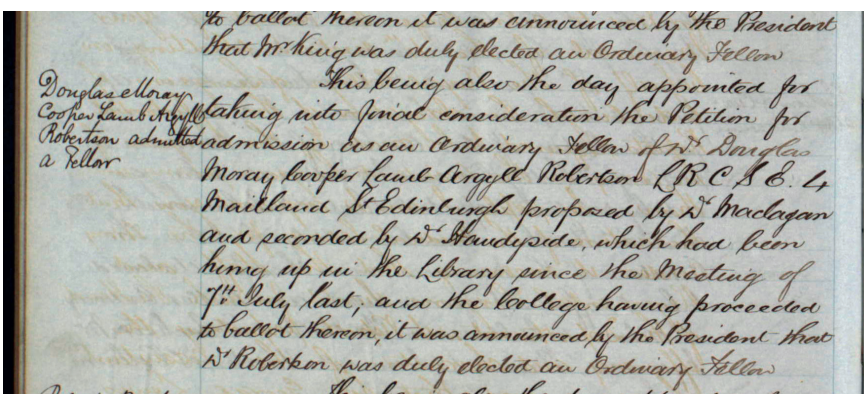 to ballot thereon it was announced by the President
that Mr. King was duly elected an Ordinary Fellow
Douglas Moray
Cooper Lamb Argyll
Robertson admitted
a Fellow
This being also the day appointed for
taking into final consideration the Petition for
admission as an Ordinary Fellow of Dr. Douglas
Moray Cooper Lamb Argyll Robertson L R C S E. 4
Maitland St Edinburgh proposed by Dr Maclagan
and seconded by Dr Handyside, which had been
hung up in the Library since the Meeting of
7th July last, and the College having proceeded
to ballot thereon, it was announced by the President that
Dr Robertson was duly elected an Ordinary Fellow